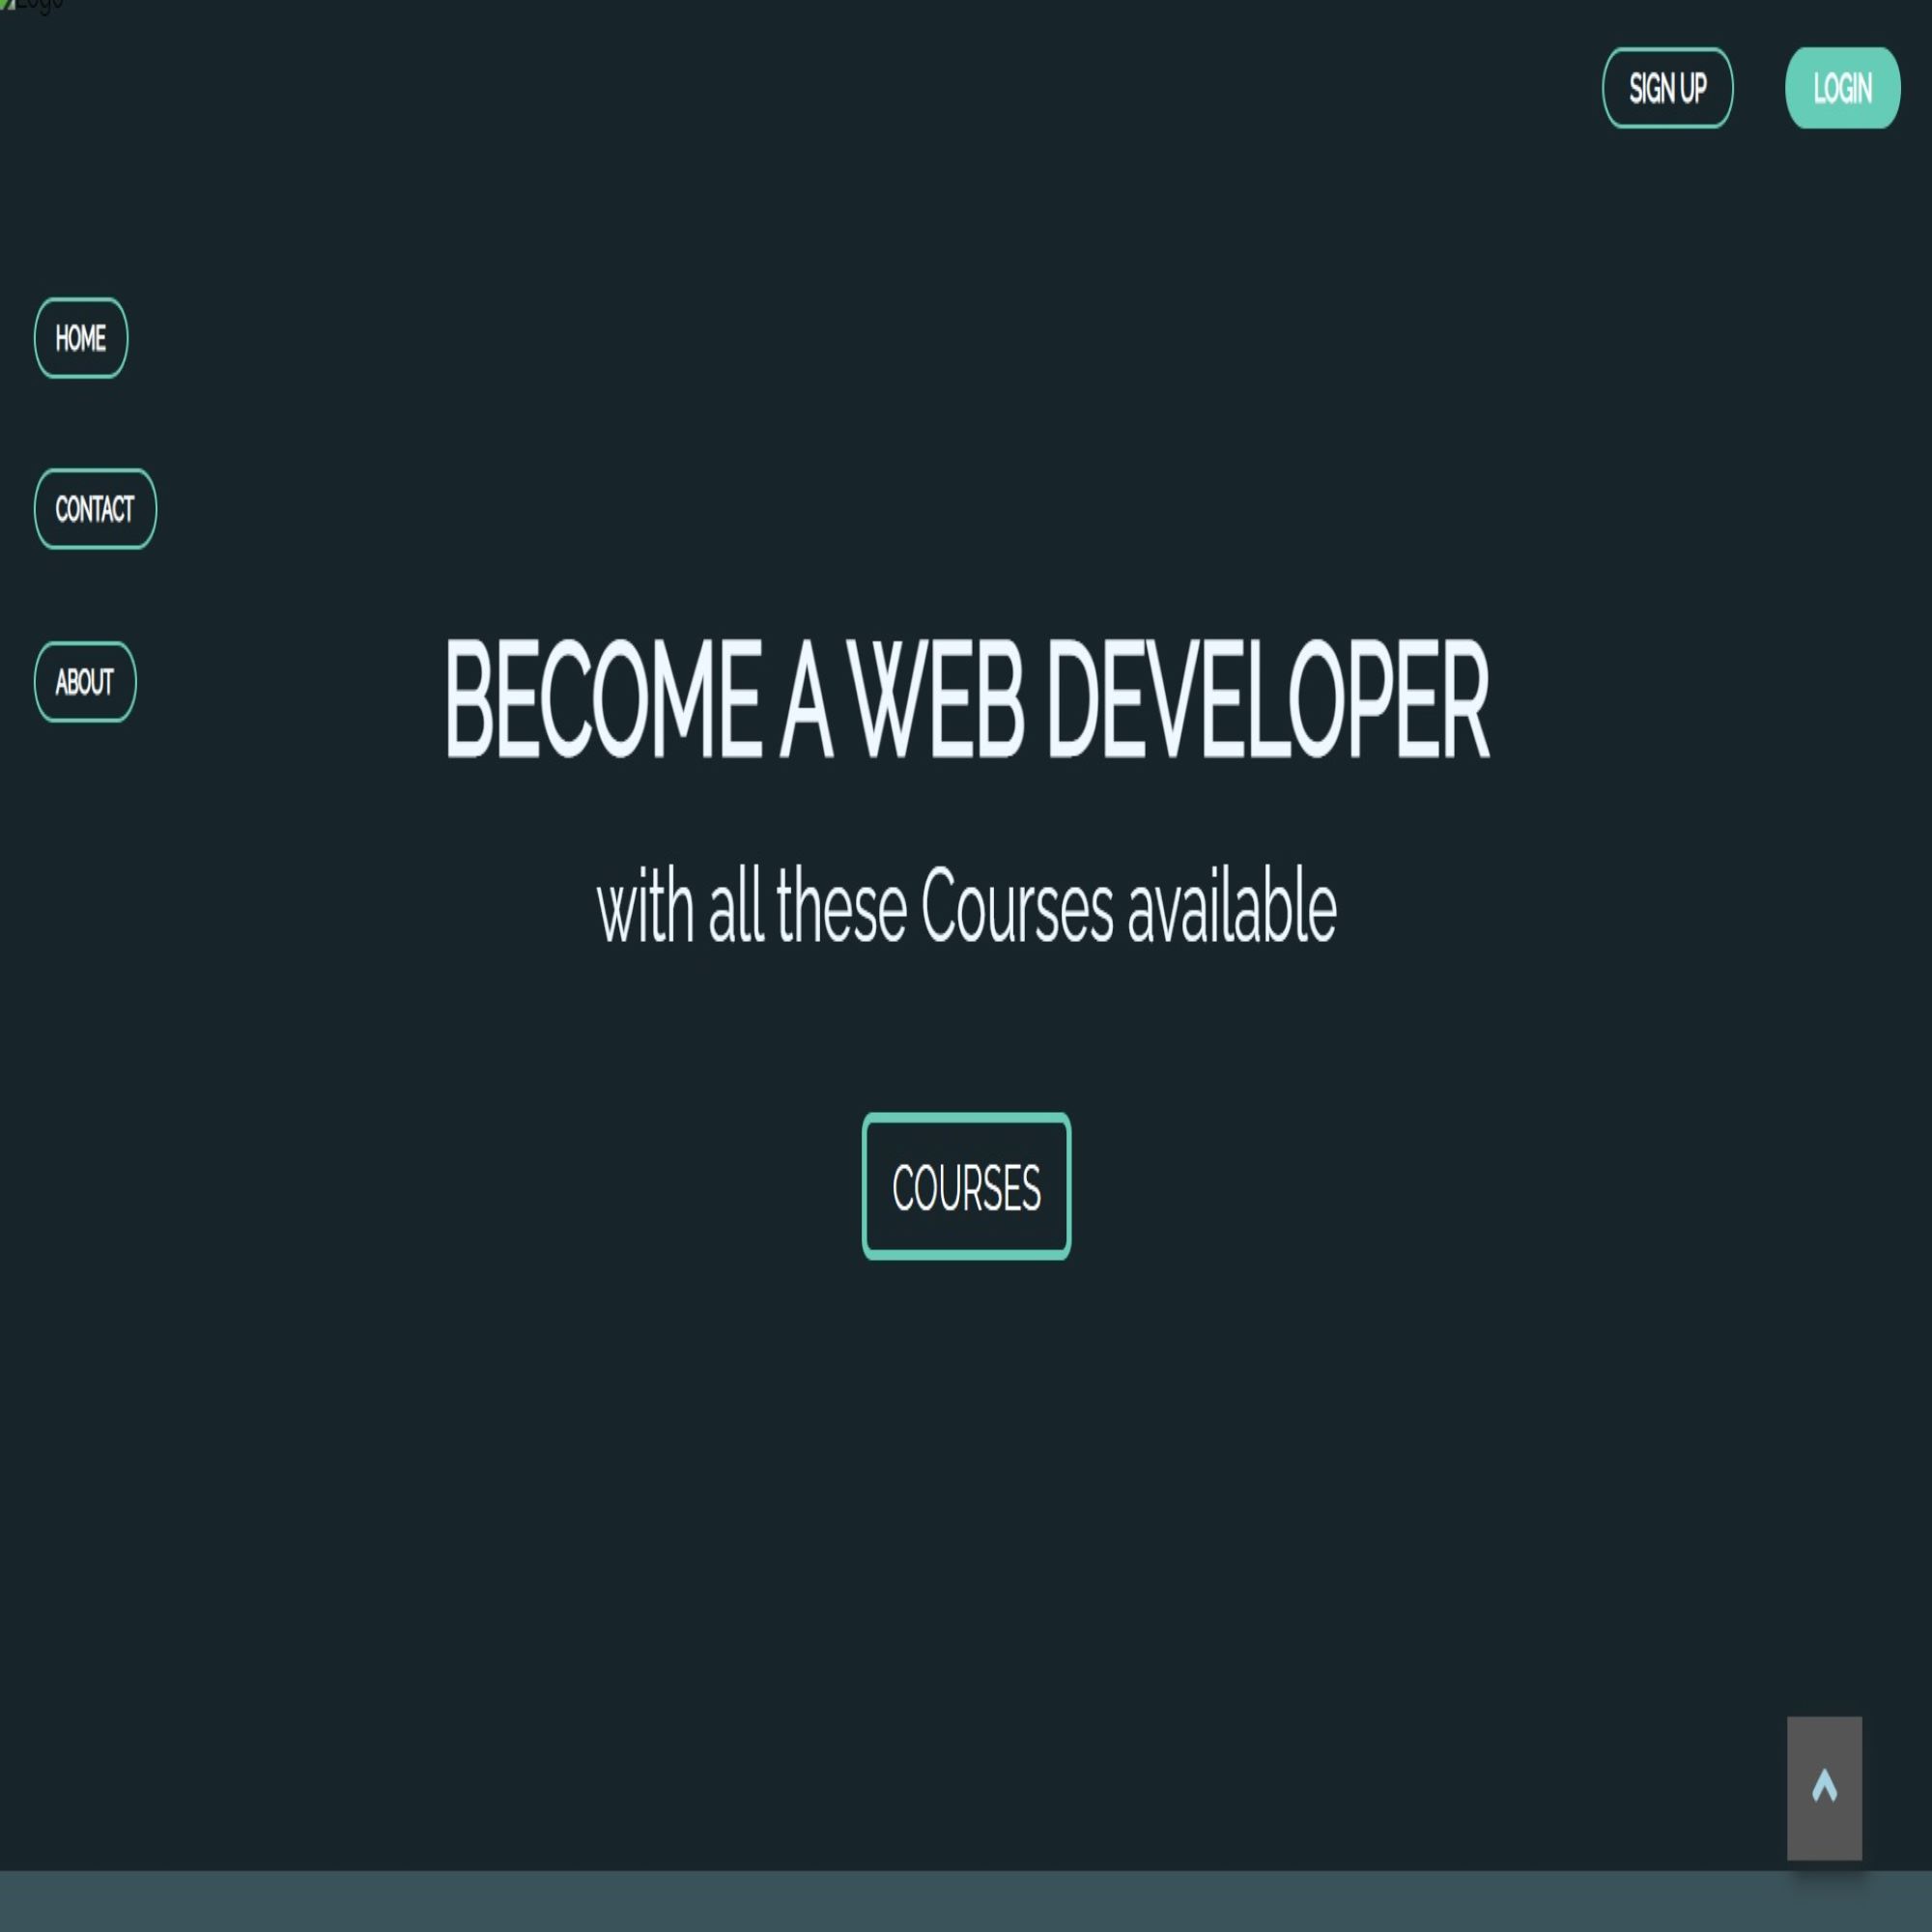 Logo
SIGN UP
LOGIN
HOME
CONTACT
ABOUT
BECOME A WEB DEVELOPER
with all these Courses available
COURSES